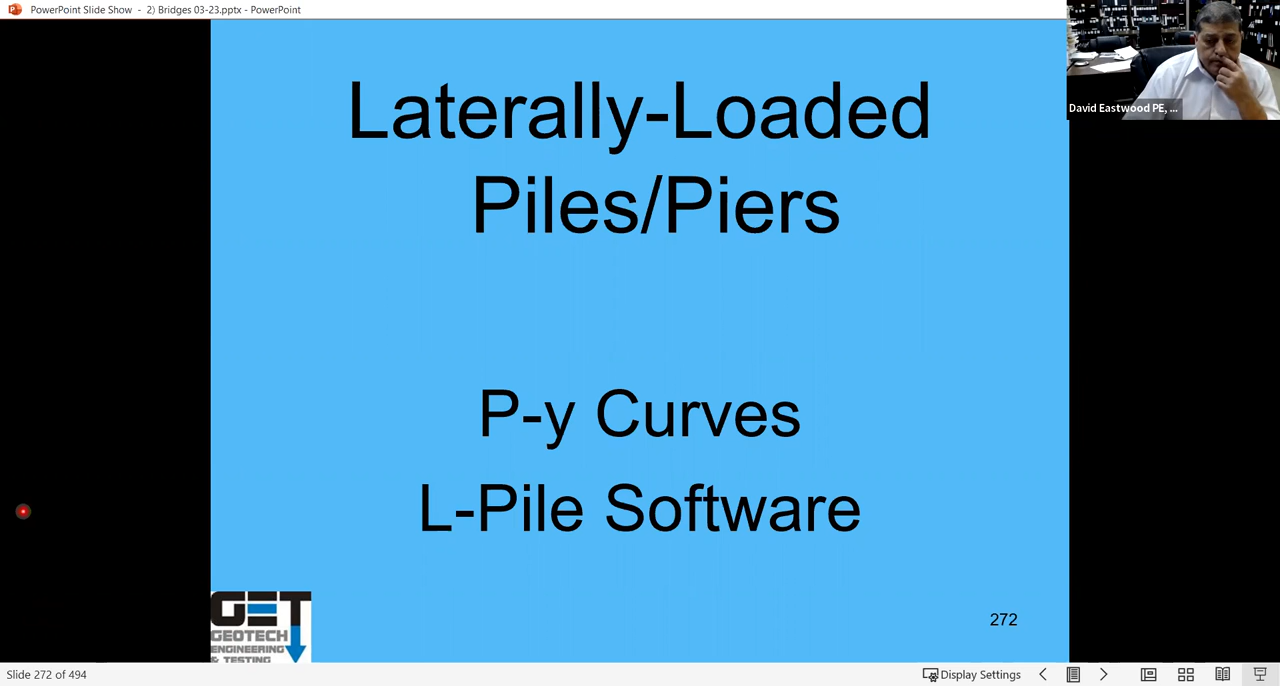 PowerPoint Slide Show - 2) Bridges 03-23.pptx - PowerPoint
David Eastwood PE, ...
Laterally-Loaded
Piles/Piers
P-y Curves
L-Pile Software
GET
GEOTECH
ENGINEERING
& TESTING
272
Slide 272 of 494
Display Settings